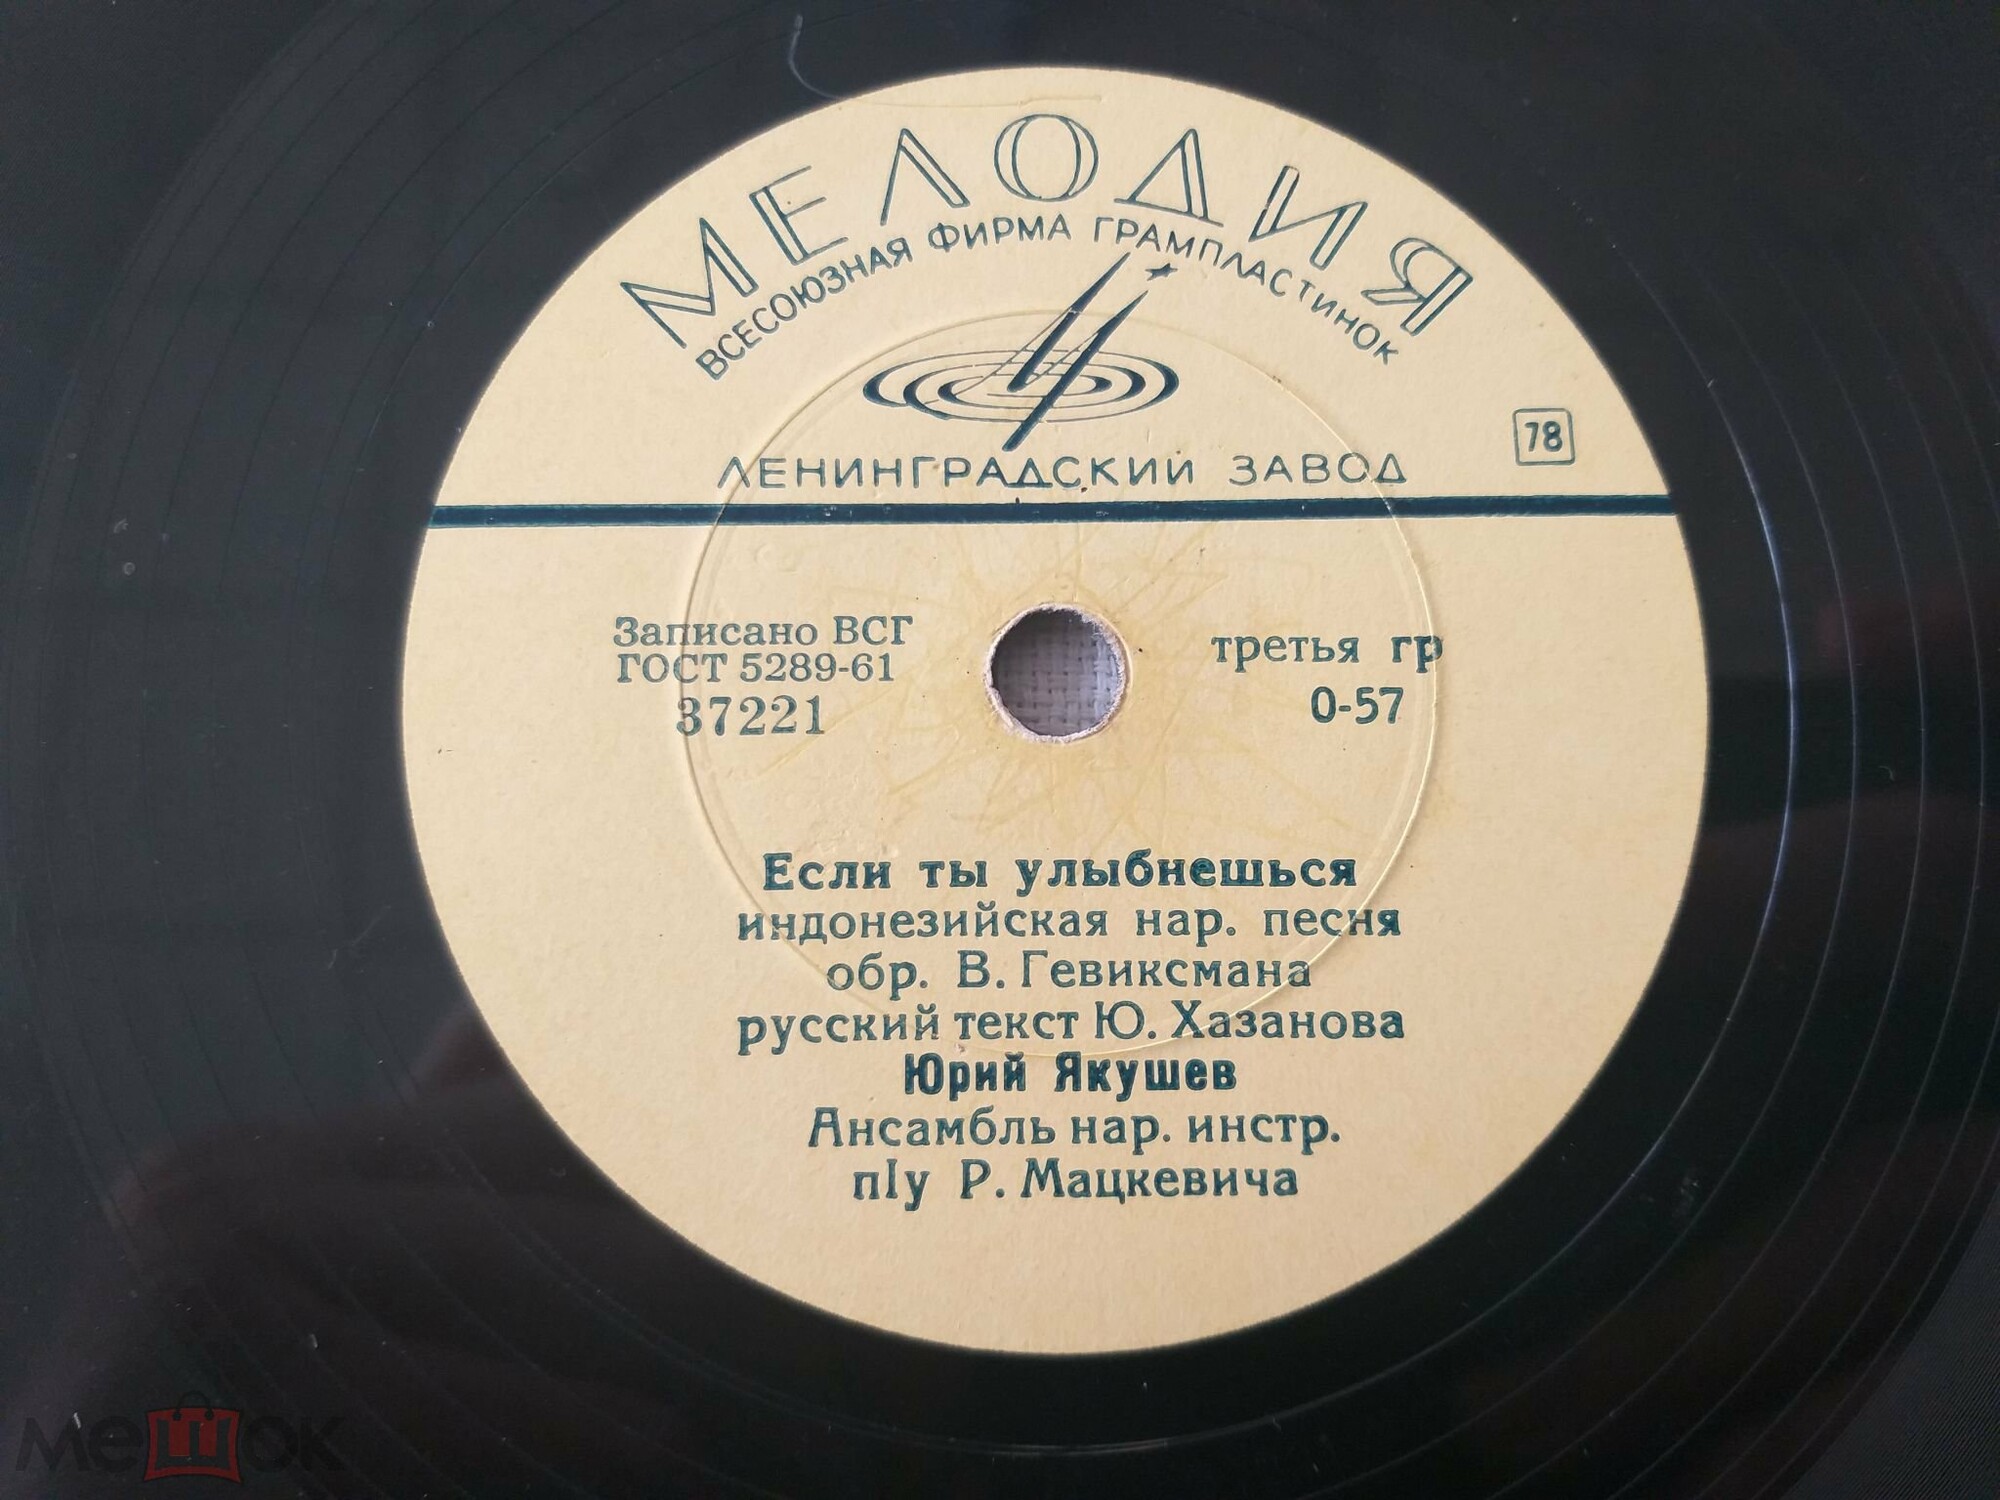 МЕЛОДИЯ
ВСЕСОЮЗНАЯ ФИРМА ГРАМПЛАСТИНОК
78
ЛЕНИНГРАДСКИЙ ЗАВОД
Записано ВСГ
ГОСТ 5289-61
37221
третья гр
0-57
Если ты улыбнешься
индонезийская нар. песня
обр. В. Гевиксмана
русский текст Ю. Хазанова
Юрий Якушев
Ансамбль нар. инстр.
п/у Р. Мацкевича
мешок